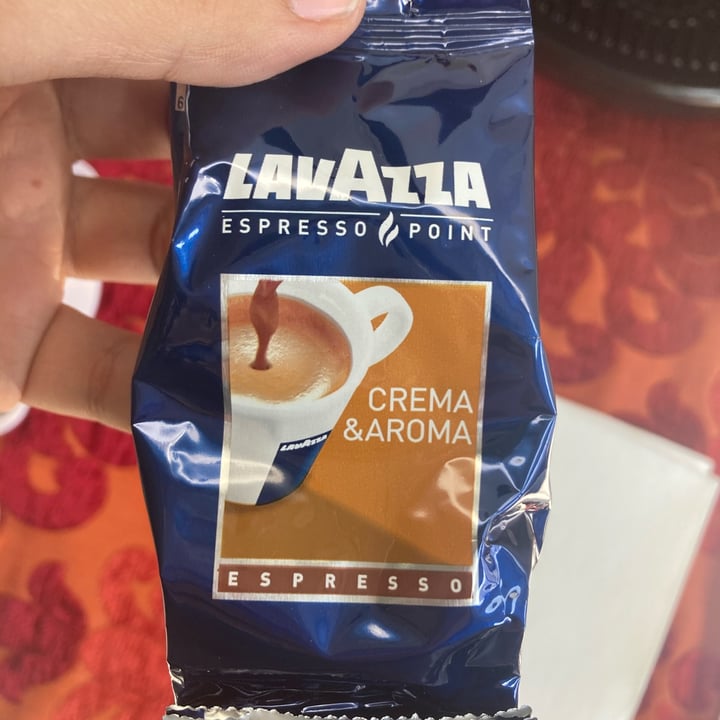 LAVAZZA
ESPRESSO POINT
CREMA
&AROMA
LAVAZZA
ESPRESSO